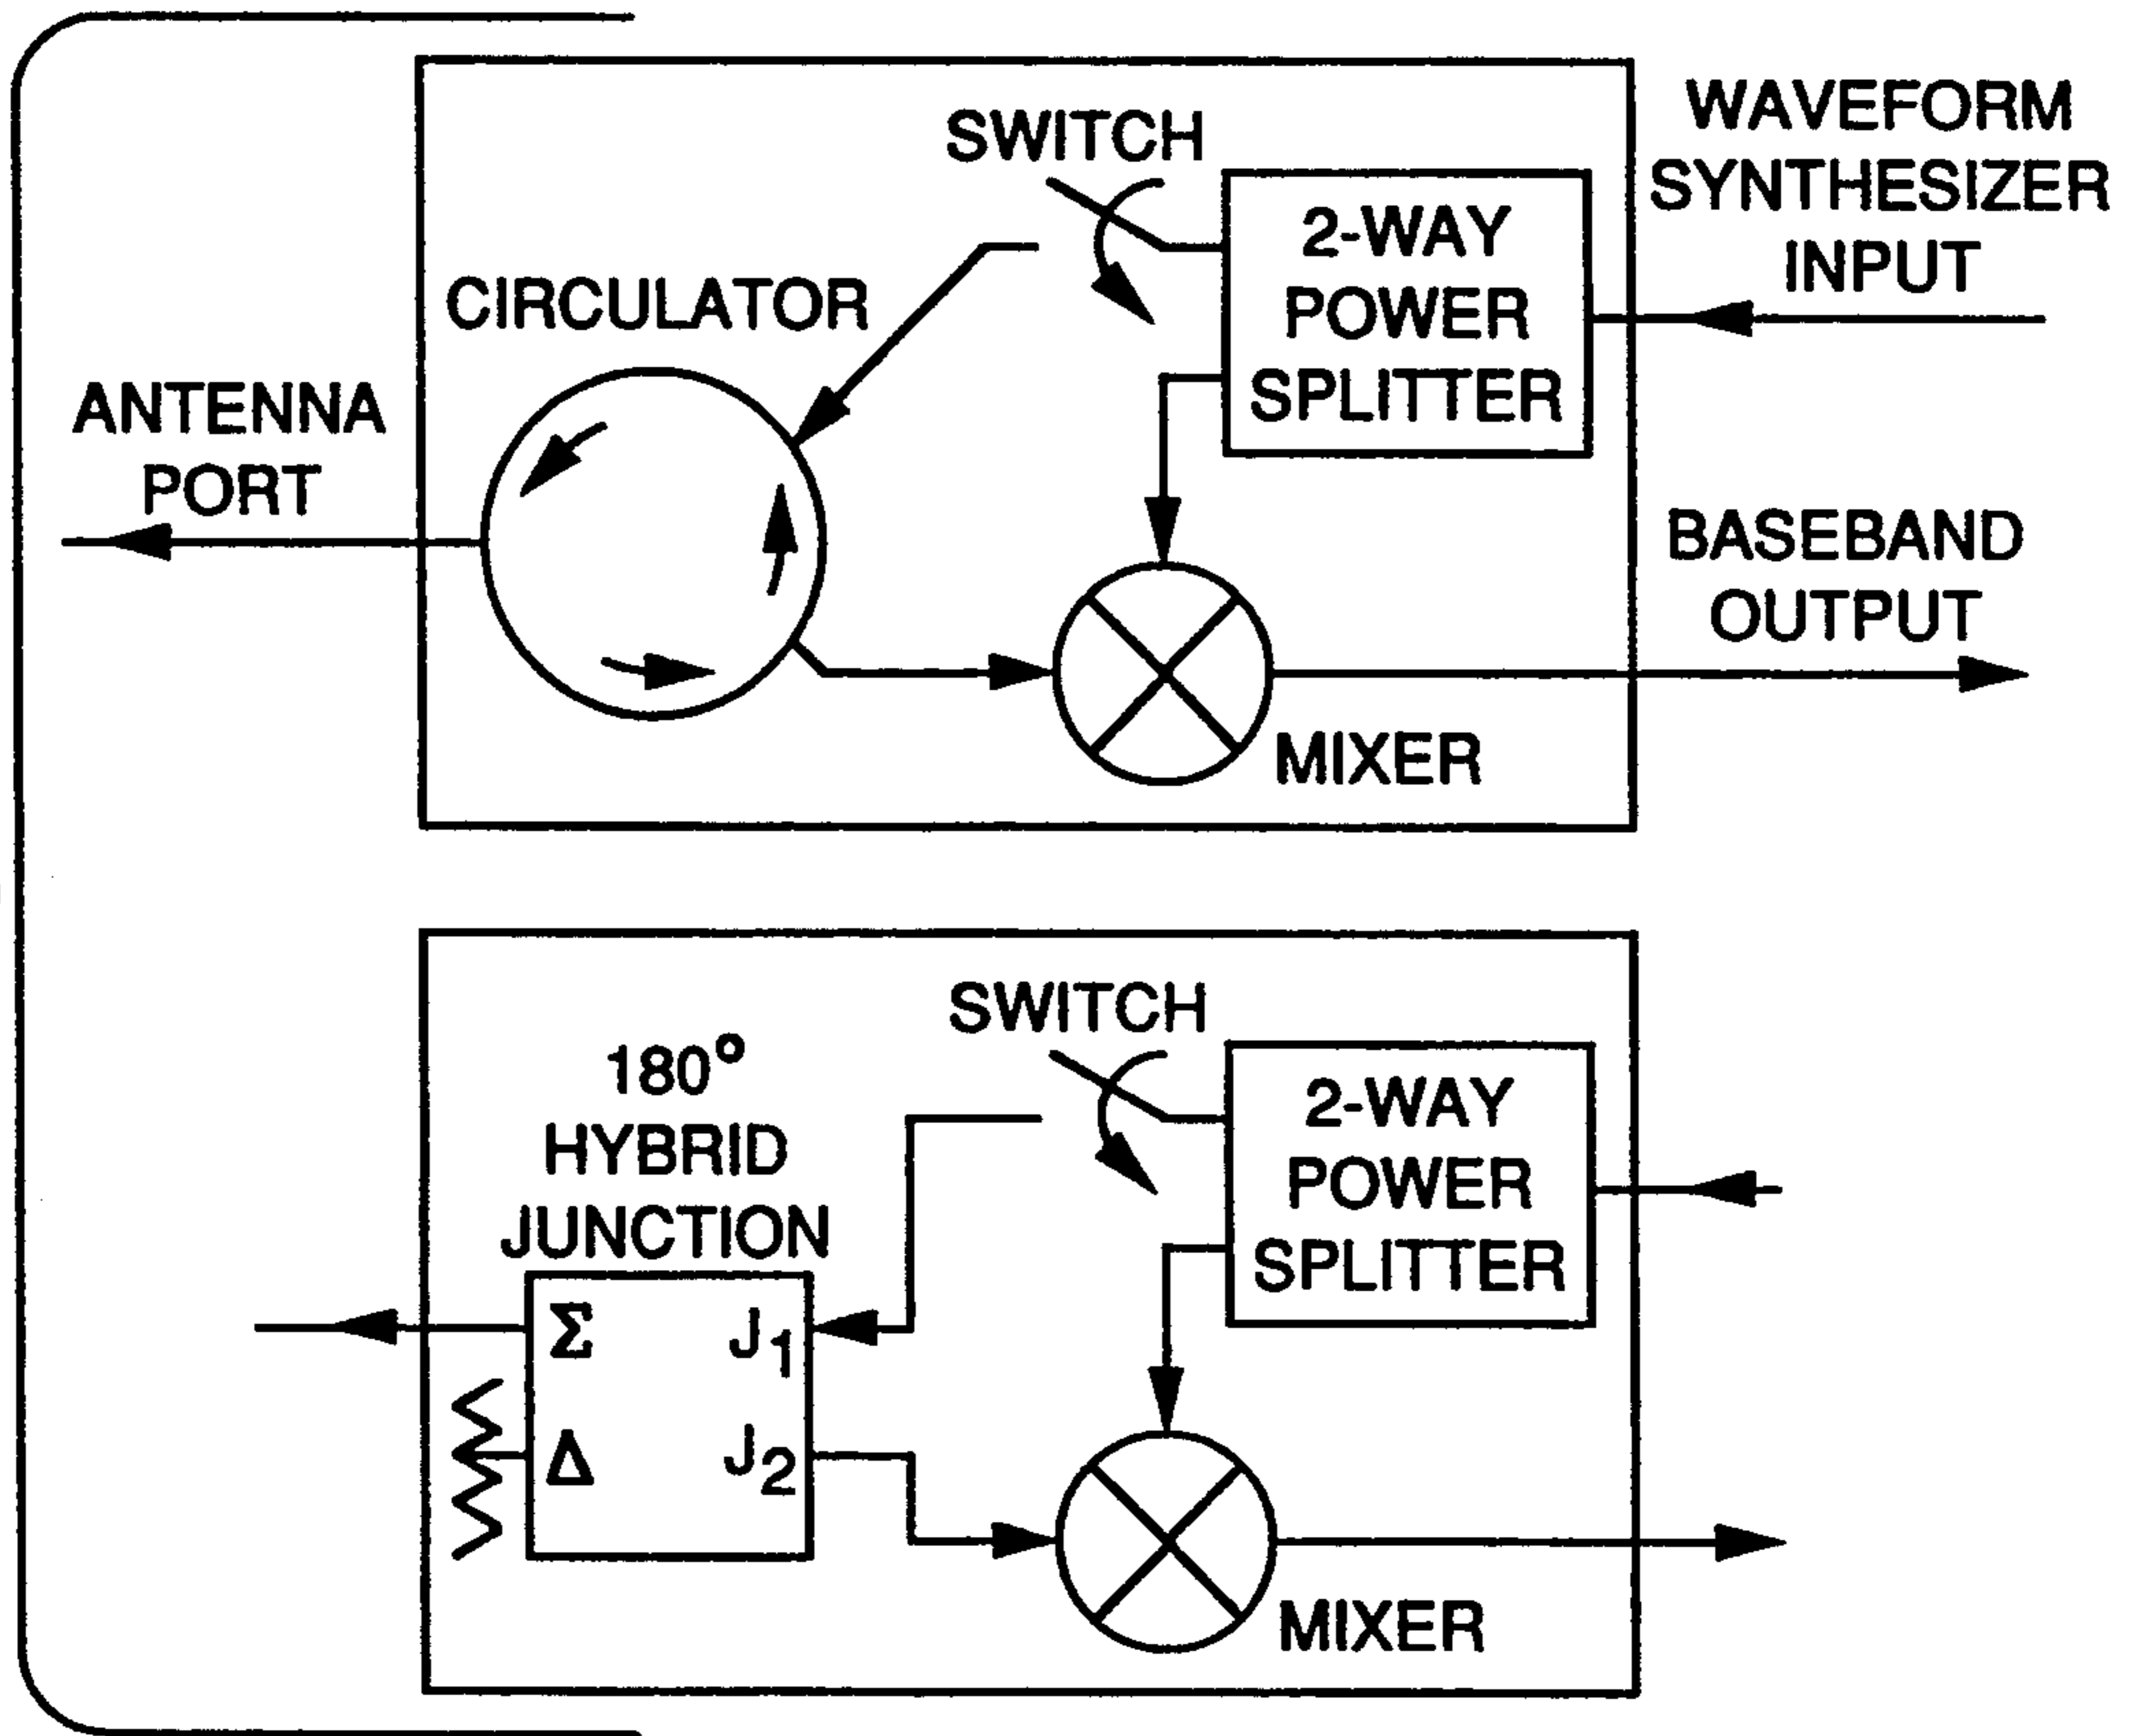 SWITCH
WAVEFORM
SYNTHESIZER
INPUT
2-WAY
POWER
SPLITTER
CIRCULATOR
ANTENNA
PORT
BASEBAND
OUTPUT
MIXER
SWITCH
180°
HYBRID
JUNCTION
2-WAY
POWER
SPLITTER
Σ J1
Δ J2
MIXER